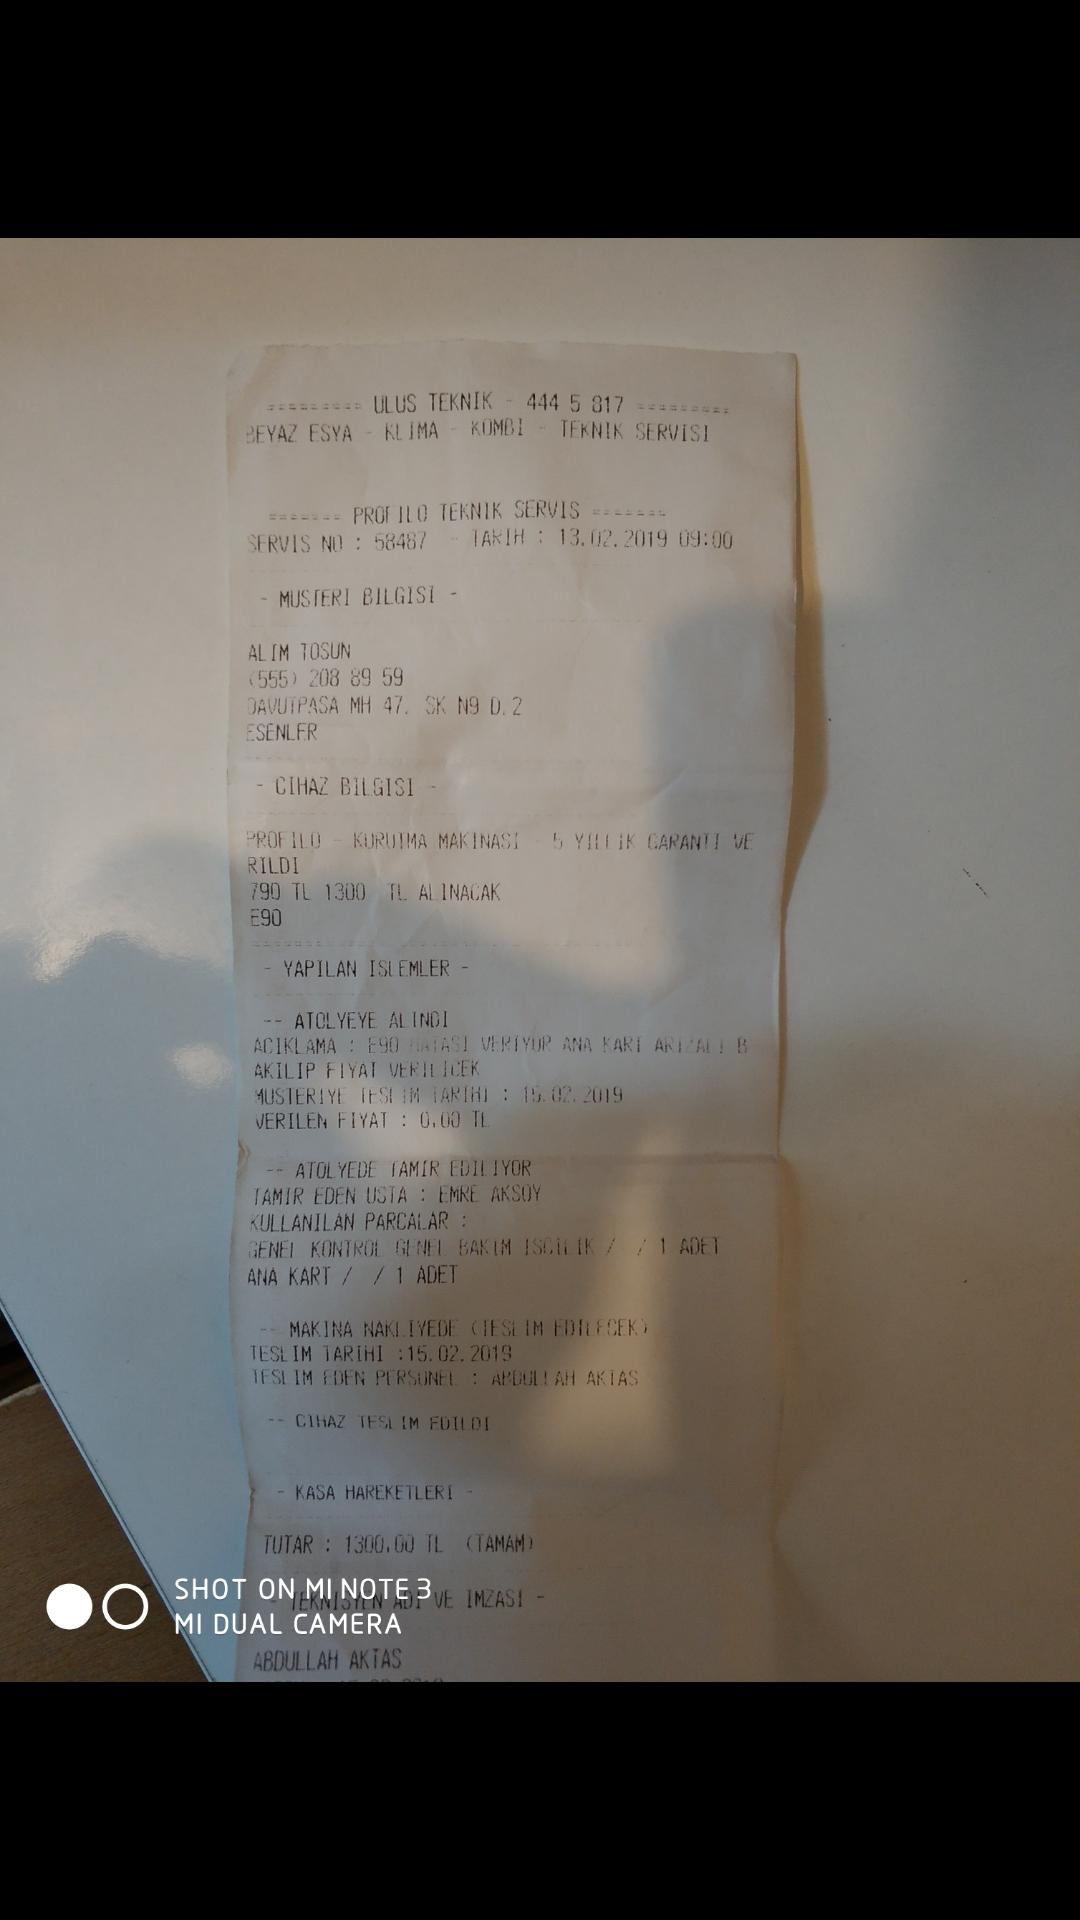 ========= ULUS TEKNIK - 444 5 817 =========
BEYAZ ESYA - KLIMA - KOMBI - TEKNIK SERVISI
======= PROFILO TEKNIK SERVIS =======
SERVIS NO : 58487 - TARIH : 13.02.2019 09:00
- MUSTERI BILGISI -
ALIM TOSUN
(555) 208 89 59
DAVUTPASA MH 47. SK N9 D.2
ESENLER
- CIHAZ BILGISI -
PROFILO - KURUTMA MAKINASI - 5 YILLIK GARANTI VE
RILDI
790 TL 1300 TL ALINACAK
E90
- YAPILAN ISLEMLER -
-- ATOLYEYE ALINDI
ACIKLAMA : E90 HATASI VERIYOR ANA KART ARIZALI B
AKILIP FIYAT VERILICEK
MUSTERIYE TESLIM TARIHI : 15.02.2019
VERILEN FIYAT : 0,00 TL
-- ATOLYEDE TAMIR EDILIYOR
TAMIR EDEN USTA : EMRE AKSOY
KULLANILAN PARCALAR :
GENEL KONTROL GENEL BAKIM ISCILIK / / 1 ADET
ANA KART / / 1 ADET
-- MAKINA NAKLIYEDE (TESLIM EDILECEK)
TESLIM TARIHI :15.02.2019
TESLIM EDEN PERSONEL : ABDULLAH AKTAS
-- CIHAZ TESLIM EDILDI
- KASA HAREKETLERI -
TUTAR : 1300,00 TL (TAMAM)
- TEKNISYEN ADI VE IMZASI -
SHOT ON MI NOTE 3
MI DUAL CAMERA
ABDULLAH AKTAS